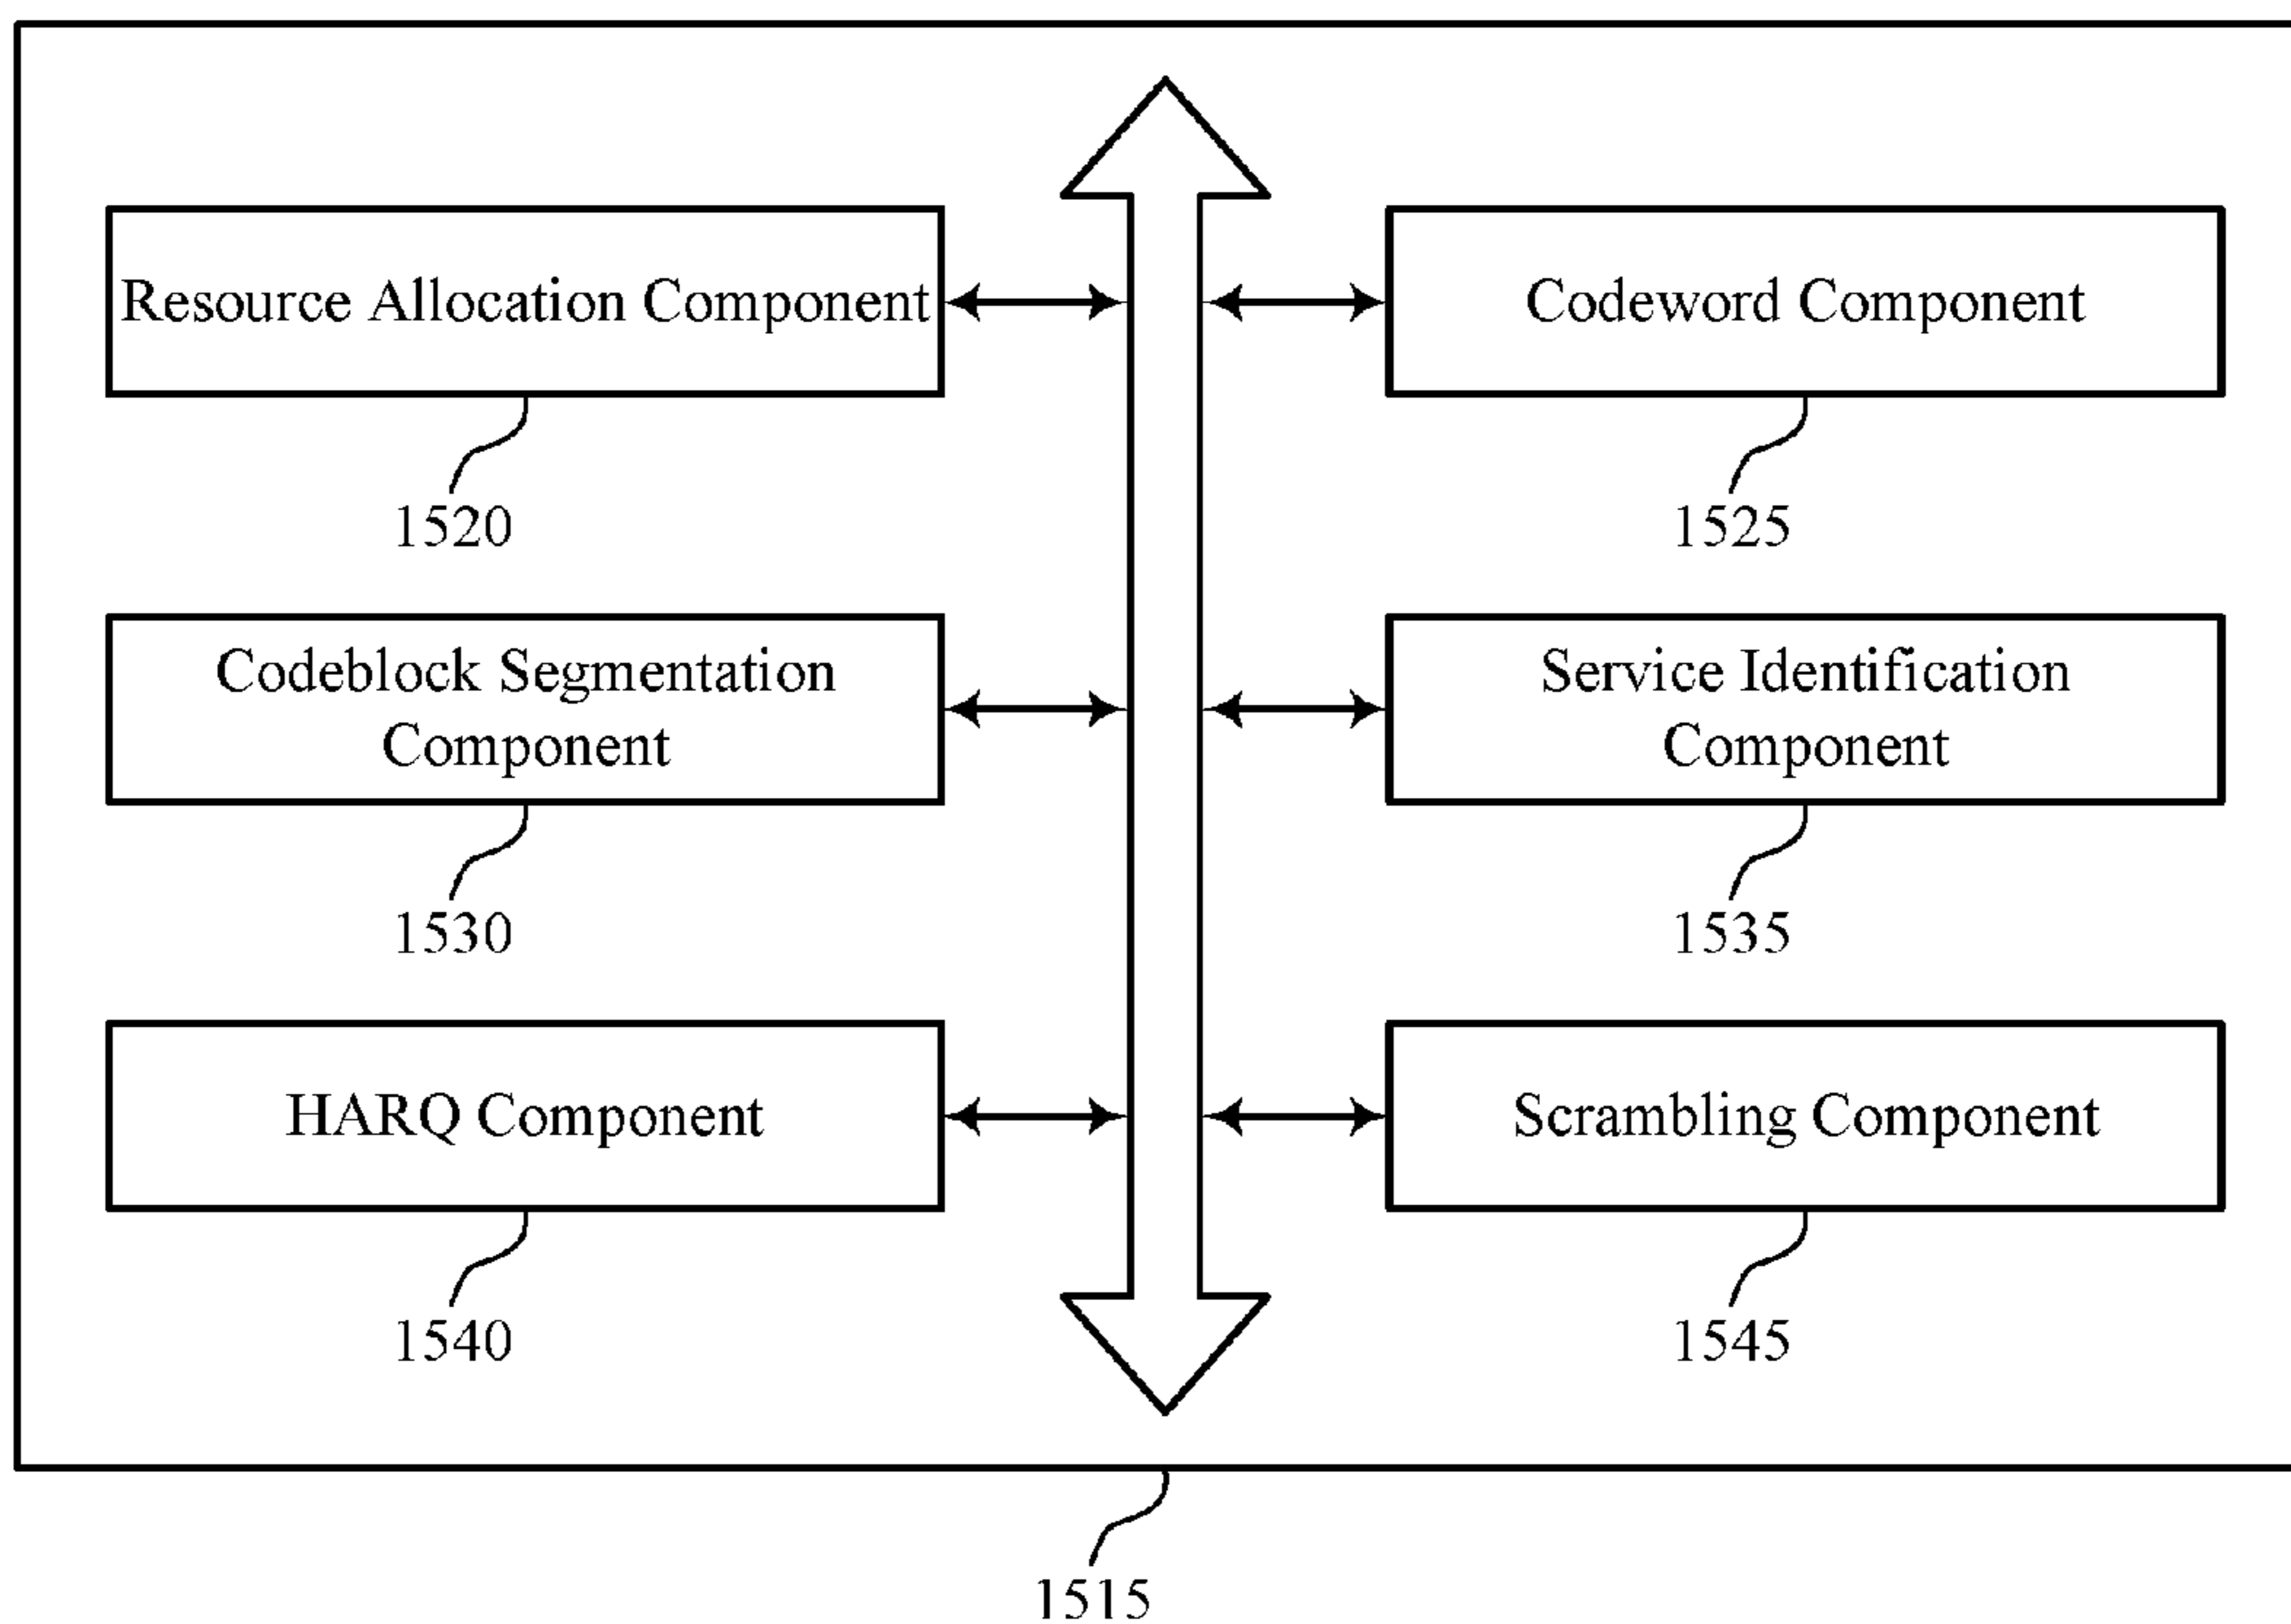 Resource Allocation Component
Codeword Component
1520
1525
Codeblock Segmentation
Component
Service Identification
Component
1530
1535
HARQ Component
Scrambling Component
1540
1545
1515